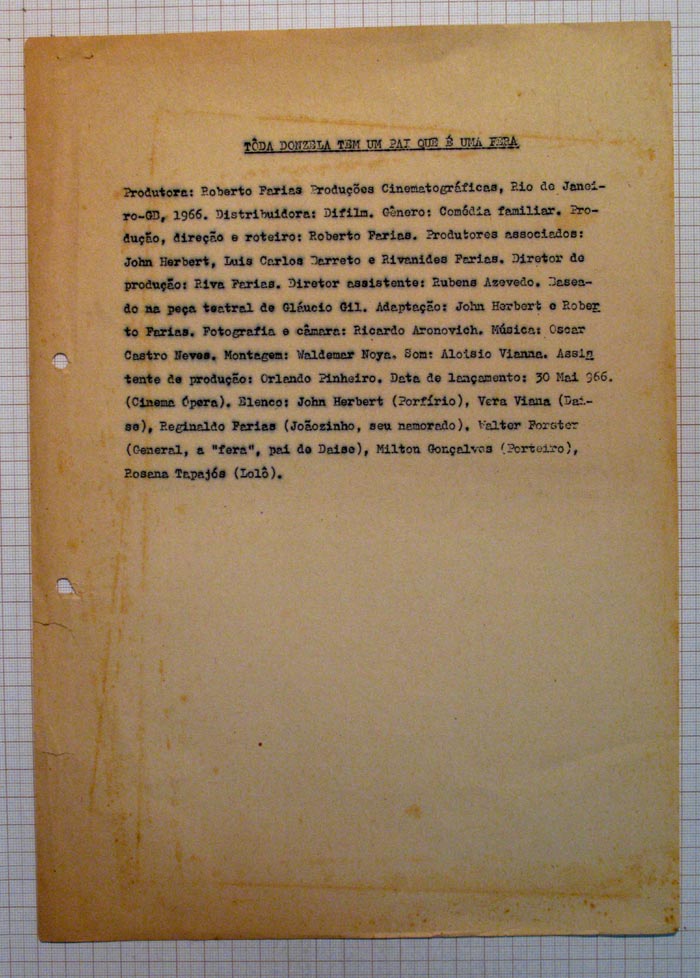 TÔDA DONZELA TEM UM PAI QUE É UMA FERA
Produtora: Roberto Farias Produções Cinematográficas, Rio de Janei-
ro-GB, 1966. Distribuidora: Difilm. Gênero: Comédia familiar. Pro-
dução, direção e roteiro: Roberto Farias. Produtores associados:
John Herbert, Luis Carlos Barreto e Rivanides Farias. Diretor de
produção: Riva Farias. Diretor assistente: Rubens Azevedo. Basea-
do na peça teatral de Gláucio Gil. Adaptação: John Herbert e Rober
to Farias. Fotografia e câmara: Ricardo Aronovich. Música: Oscar
Castro Neves. Montagem: Waldemar Noya. Som: Aloisio Vianna. Assin
tente de produção: Orlando Pinheiro. Data de lançamento: 30 Mai 966.
(Cinema Ópera). Elenco: John Herbert (Porfírio), Vera Viana (Dai-
se), Reginaldo Farias (Joãozinho, seu namorado), Walter Forster
(General, a "fera", pai de Daise), Milton Gonçalves (Porteiro),
Rosana Tapajós (Lolô).